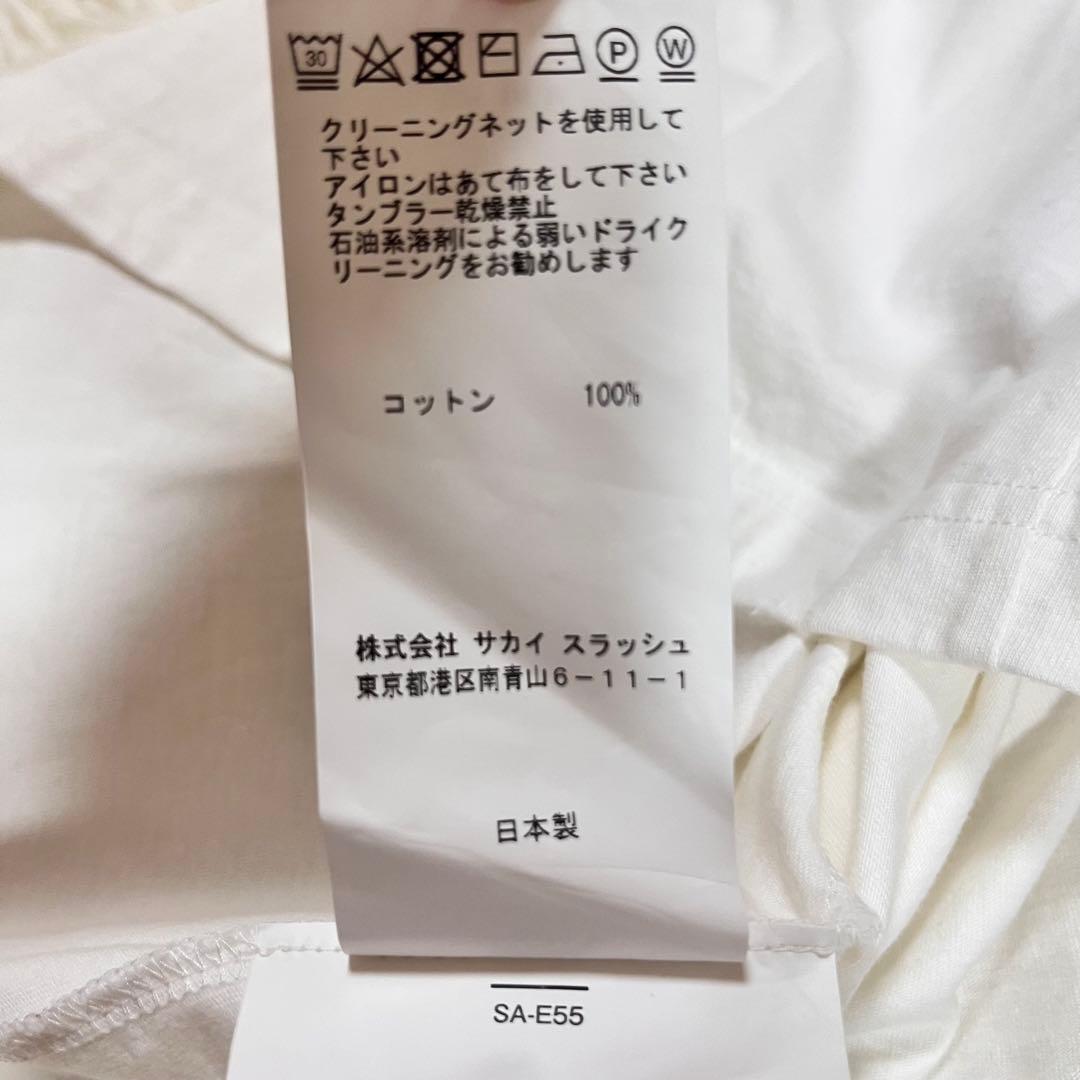 30 P W
クリーニングネットを使用して
下さい
アイロンはあて布をして下さい
タンブラー乾燥禁止
石油系溶剤による弱いドライク
リーニングをお勧めします
コットン 100%
株式会社 サカイ スラッシュ
東京都港区南青山6-11-1
日本製
SA-E55